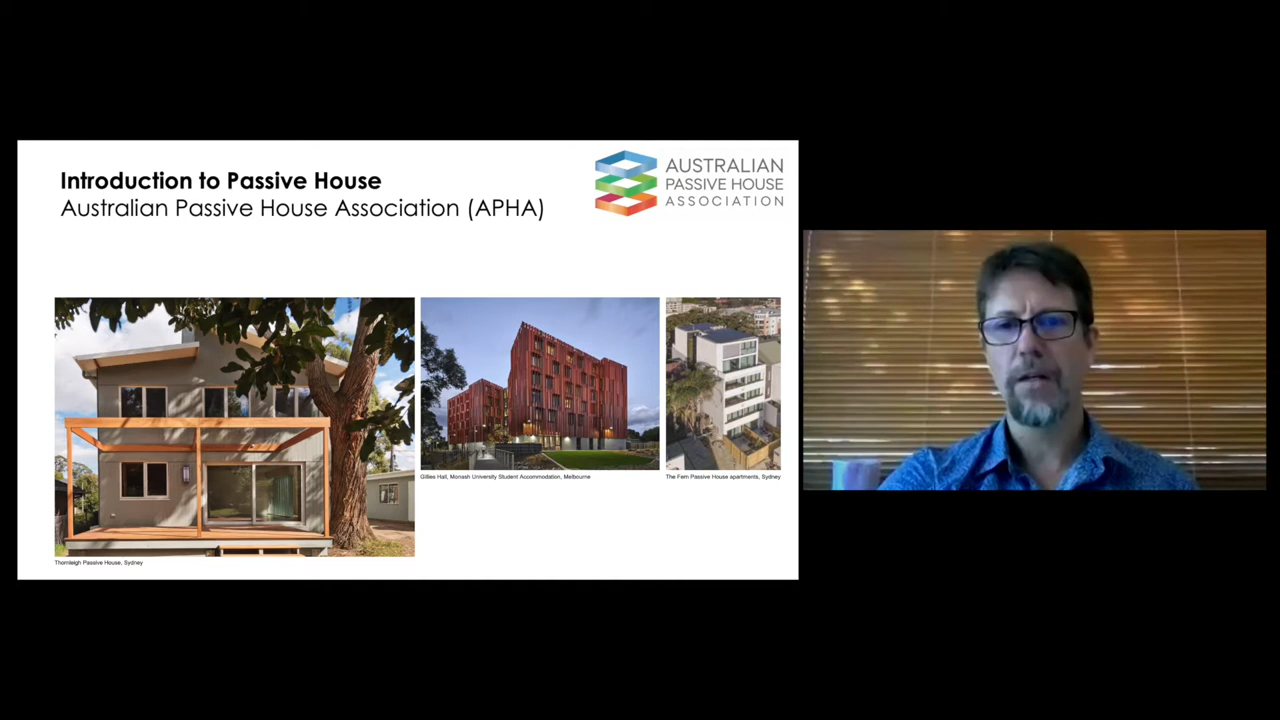 Introduction to Passive House
Australian Passive House Association (APHA)
AUSTRALIAN
PASSIVE HOUSE
ASSOCIATION
Gillies Hall, Monash University Student Accommodation, Melbourne
The Fern Passive House apartments, Sydney
Thornleigh Passive House, Sydney